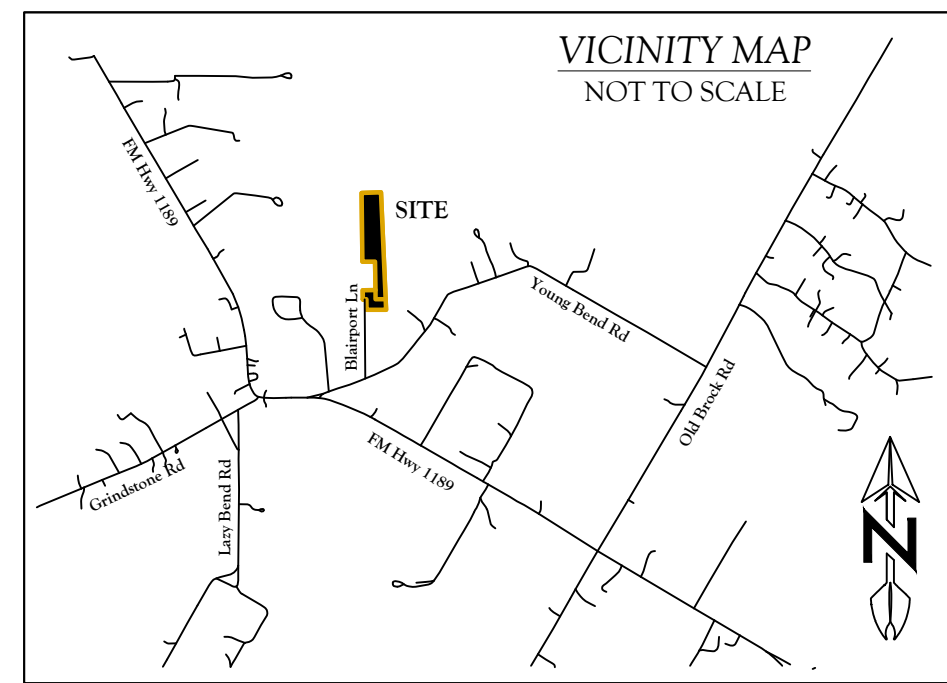 VICINITY MAP
NOT TO SCALE
FM Hwy 1189
SITE
Blairport Ln
Young Bend Rd
Old Brock Rd
FM Hwy 1189
Grindstone Rd
Lazy Bend Rd
N